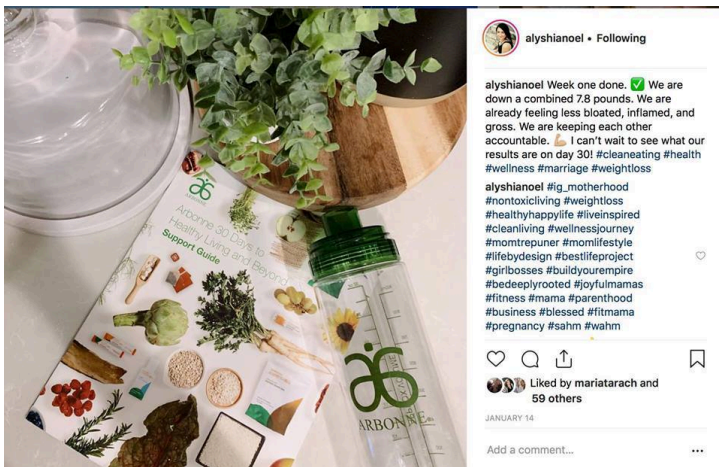 alyshianoel • Following
alyshianoel Week one done. ✅ We are
down a combined 7.8 pounds. We are
already feeling less bloated, inflamed, and
gross. We are keeping each other
accountable. 💪🏼 I can't wait to see what our
results are on day 30! #cleaneating #health
#wellness #marriage #weightloss
alyshianoel #ig_motherhood
#nontoxicliving #weightloss
#healthyhappylife #liveinspired
#cleanliving #wellnessjourney
#momtrepuner #momlifestyle
#lifebydesign #bestlifeproject
#girlbosses #buildyourempire
#bedeeplyrooted #joyfulmamas
#fitness #mama #parenthood
#business #blessed #fitmama
#pregnancy #sahm #wahm
Liked by mariatarach and
59 others
JANUARY 14
Add a comment...
ARBONNE
Arbonne 30 Days to
Healthy Living and Beyond
Support Guide
ARBONNE